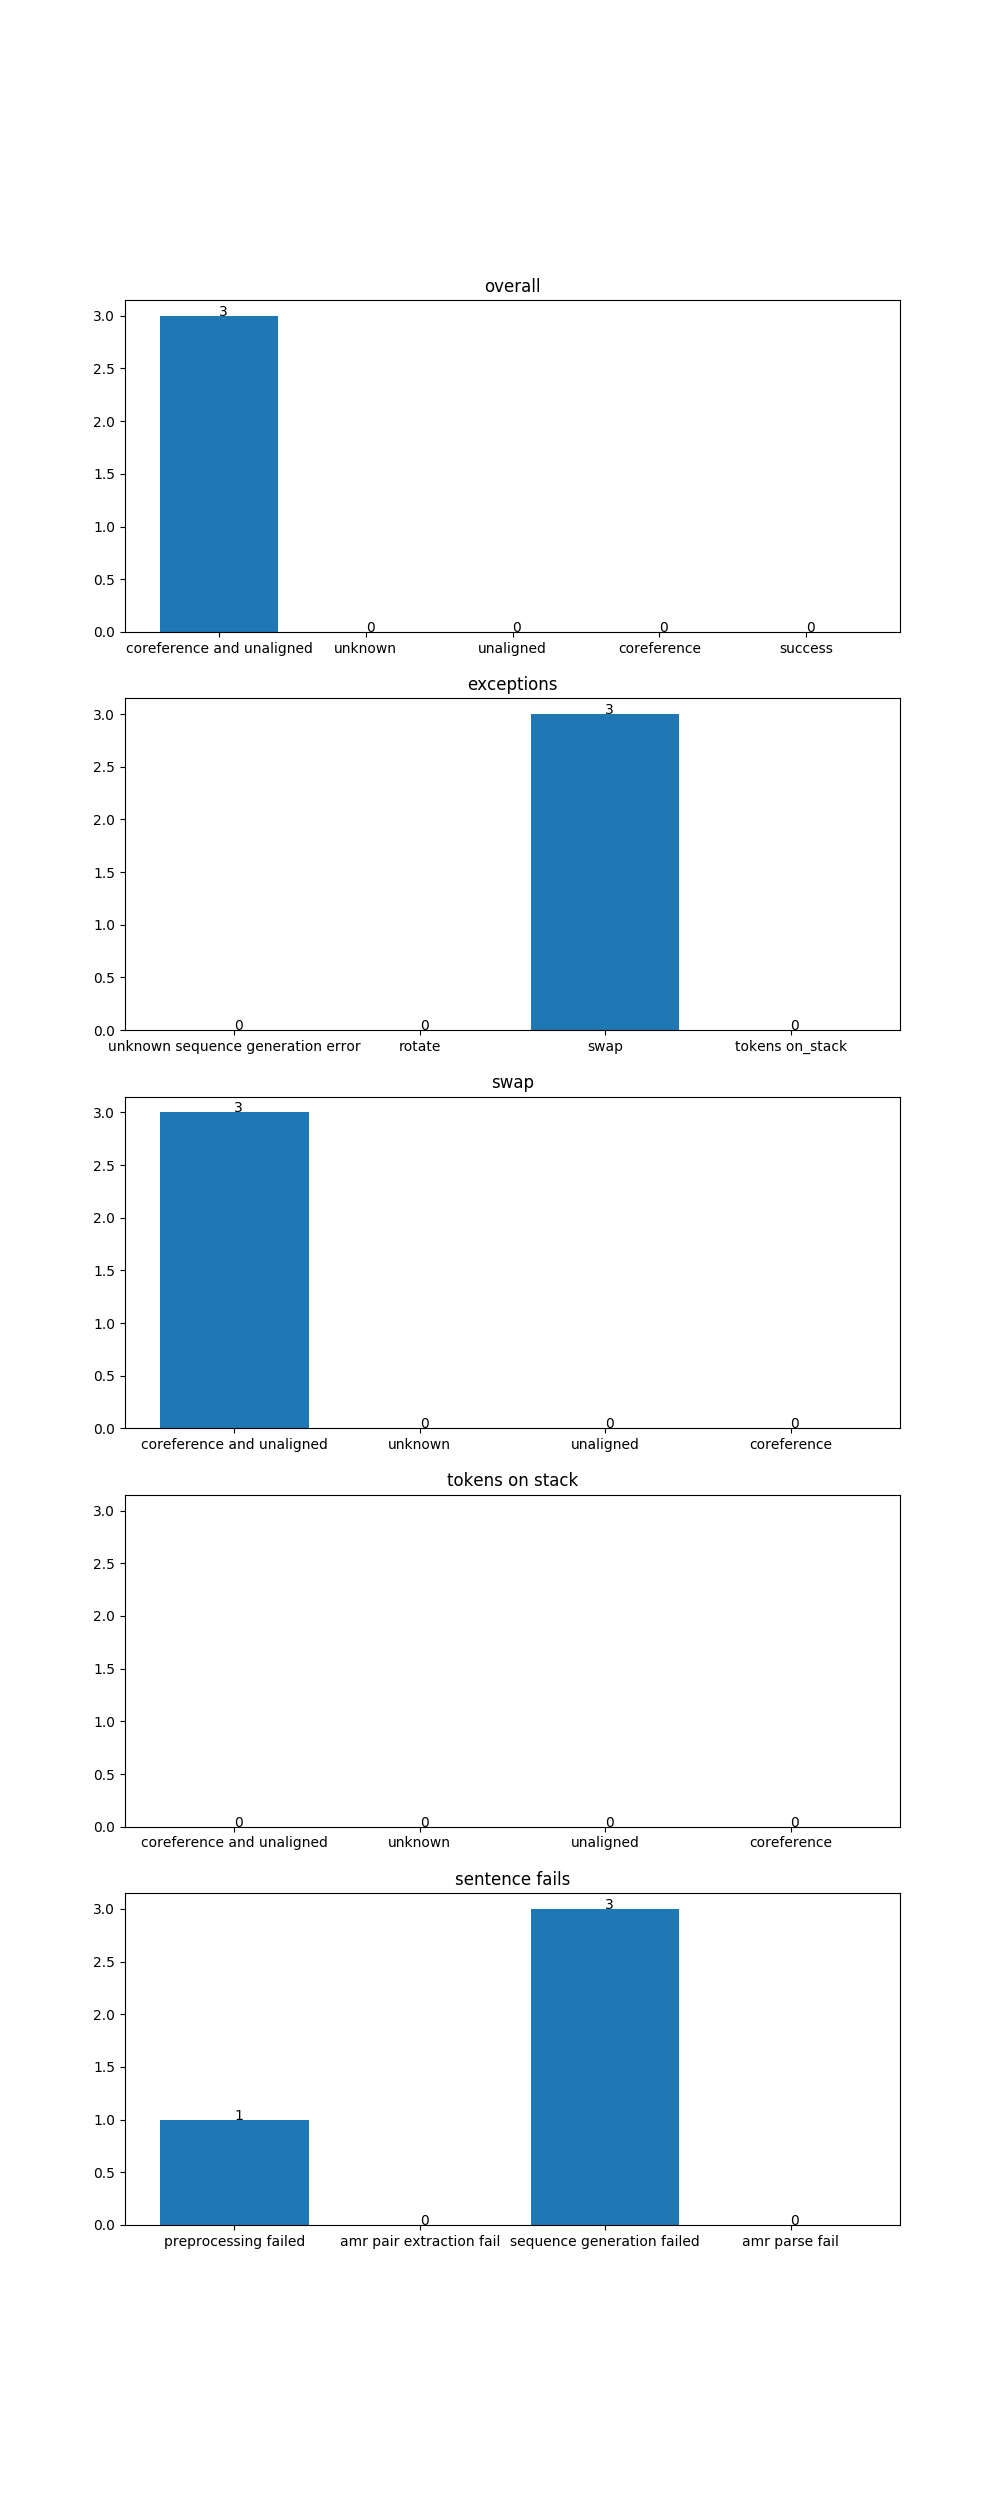 overall
3.0
3
2.5
2.0
1.5
1.0
0.5
0.0
0 0 0 0
coreference and unaligned unknown unaligned coreference success
exceptions
3.0
3
2.5
2.0
1.5
1.0
0.5
0.0
0 0 0
unknown sequence generation error rotate swap tokens on_stack
swap
3.0
3
2.5
2.0
1.5
1.0
0.5
0.0
0 0 0
coreference and unaligned unknown unaligned coreference
tokens on stack
3.0
2.5
2.0
1.5
1.0
0.5
0.0
0 0 0 0
coreference and unaligned unknown unaligned coreference
sentence fails
3.0
3
2.5
2.0
1.5
1.0
1
0.5
0.0
0 0
preprocessing failed amr pair extraction fail sequence generation failed amr parse fail